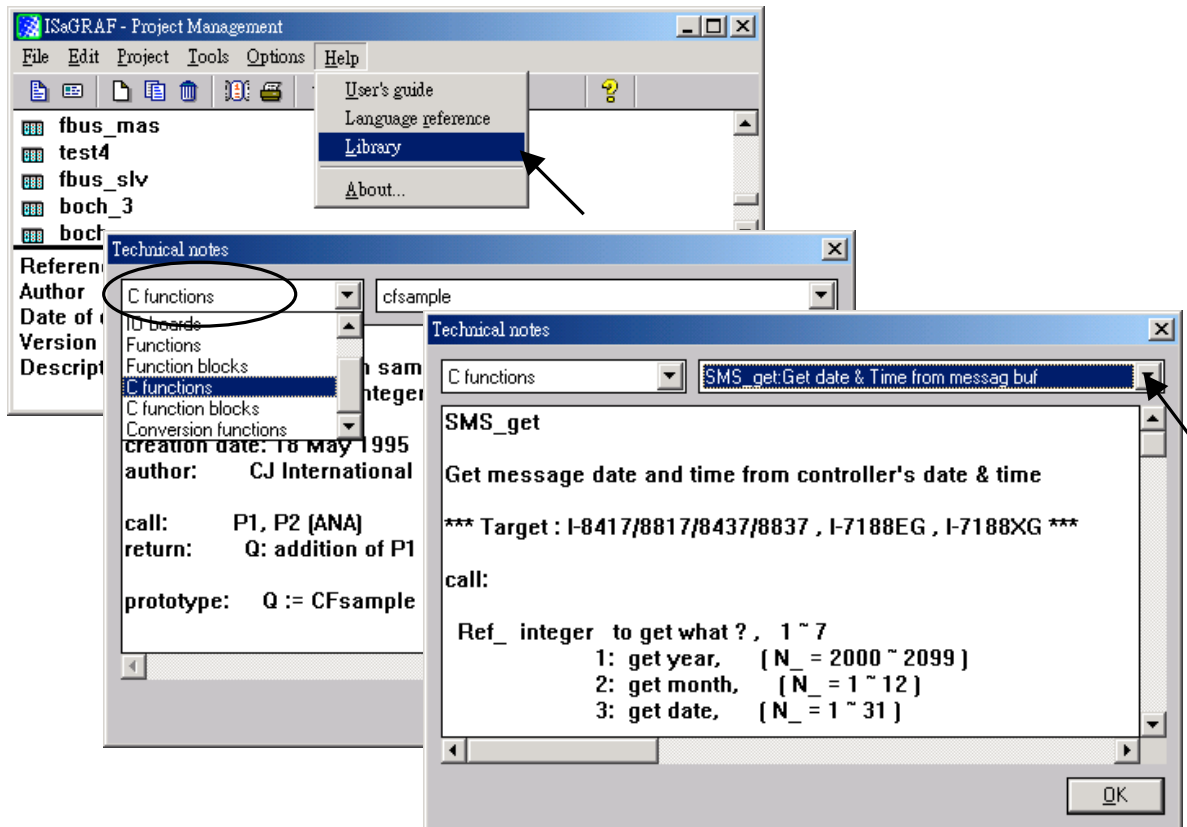 ISaGRAF - Project Management
File Edit Project Tools Options Help
User's guide
Language reference
Library
About...
fbus_mas
test4
fbus_slv
boch_3
Author
Date of
Version
Technical notes
C functions
cfsample
IO boards
Functions
Function blocks
C functions
C function blocks
Conversion functions
creation date: 18 May 1995
author: CJ International
call: P1, P2 (ANA)
return: Q: addition of P1
prototype: Q := CFsample
Technical notes
C functions
SMS_get:Get date & Time from messag buf
SMS_get
Get message date and time from controller's date & time
*** Target : I-8417/8817/8437/8837 , I-7188EG , I-7188XG ***
call:
Ref_ integer to get what ? , 1 ~ 7
1: get year, ( N_ = 2000 ~ 2099 )
2: get month, ( N_ = 1 ~ 12 )
3: get date, ( N_ = 1 ~ 31 )
OK